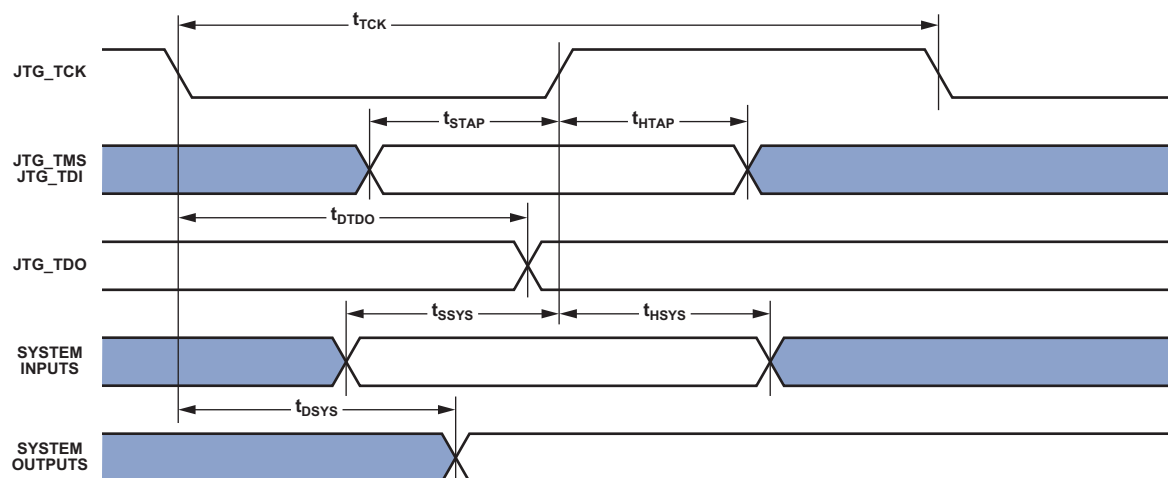 tTCK
JTG_TCK
tSTAP
tHTAP
JTG_TMS
JTG_TDI
tDTDO
JTG_TDO
tSSYS
tHSYS
SYSTEM
INPUTS
tDSYS
SYSTEM
OUTPUTS